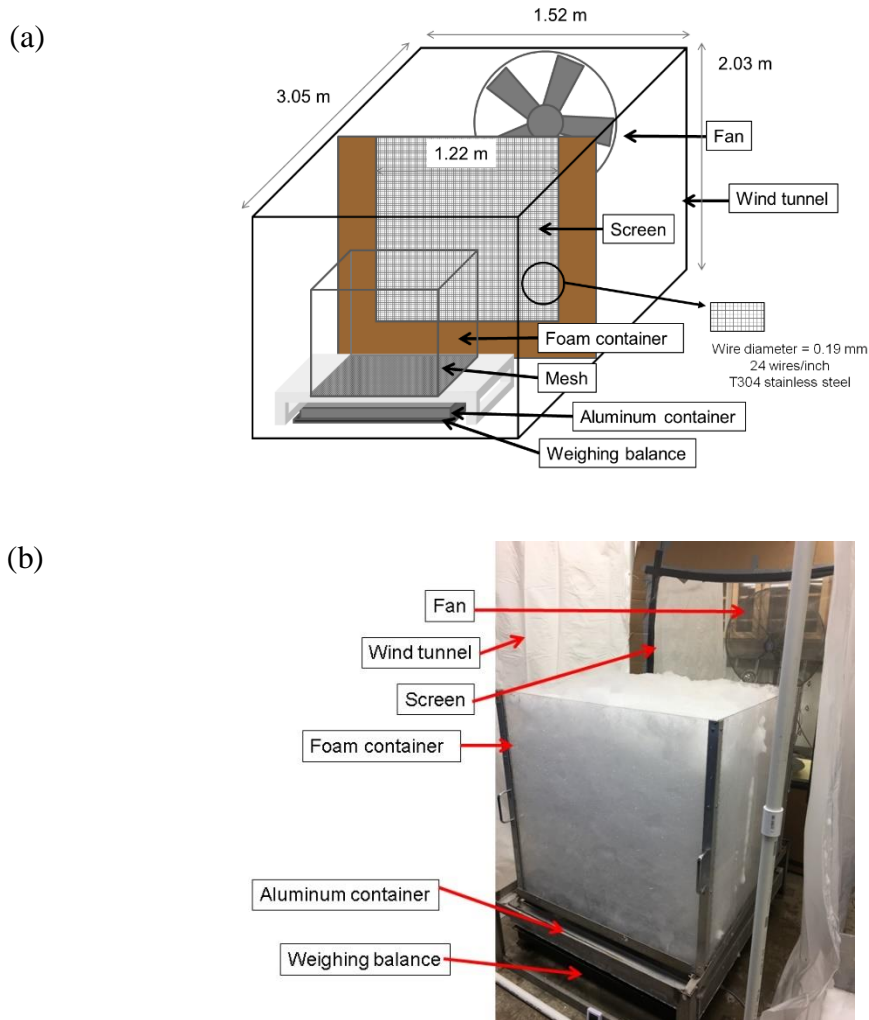 (a)
1.52 m
2.03 m
3.05 m
Fan
1.22 m
Wind tunnel
Screen
Foam container
Wire diameter = 0.19 mm
24 wires/inch
T304 stainless steel
Mesh
Aluminum container
Weighing balance
(b)
Fan
Wind tunnel
Screen
Foam container
Aluminum container
Weighing balance